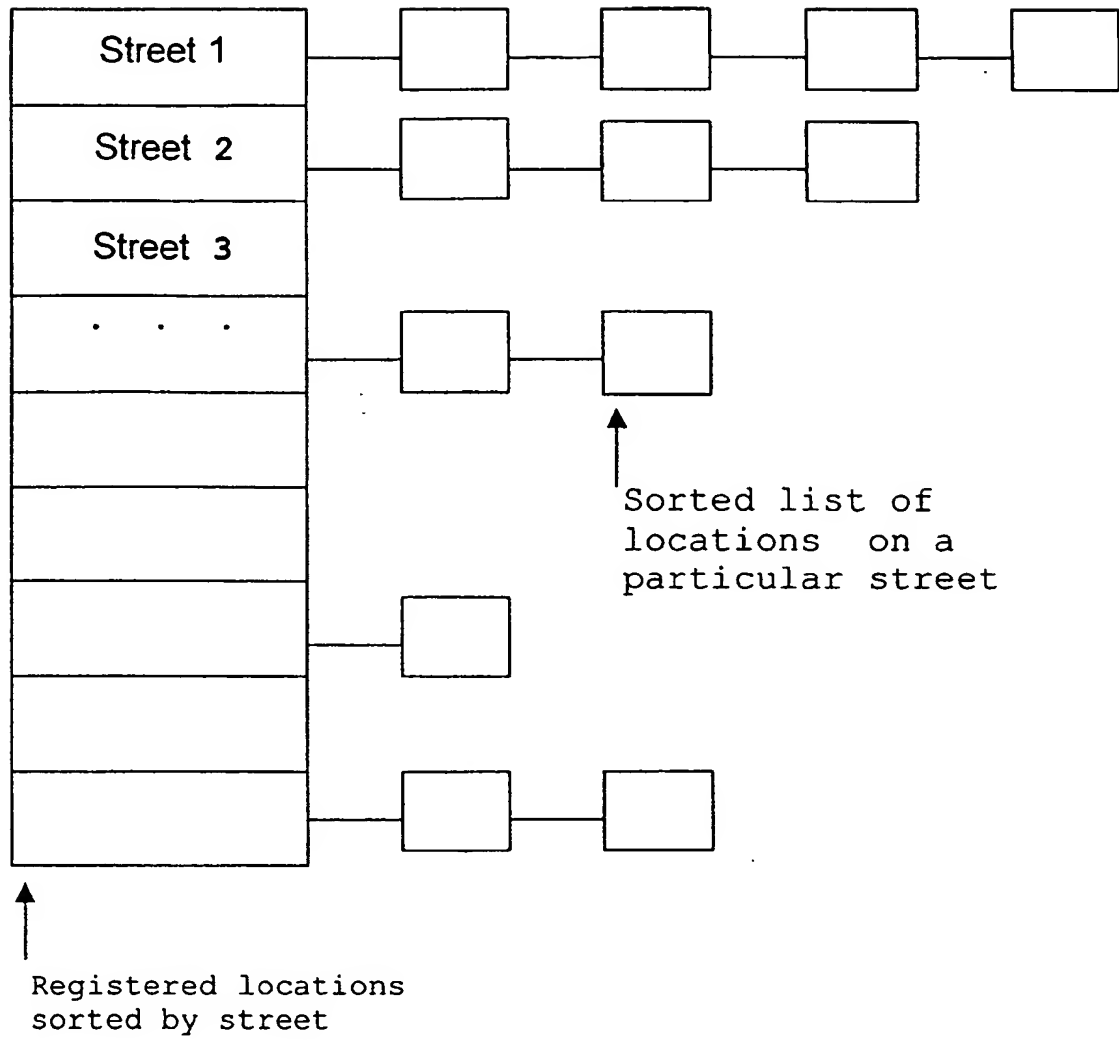 Street 1
Street 2
Street 3
. . .
Sorted list of
locations on a
particular street
Registered locations
sorted by street